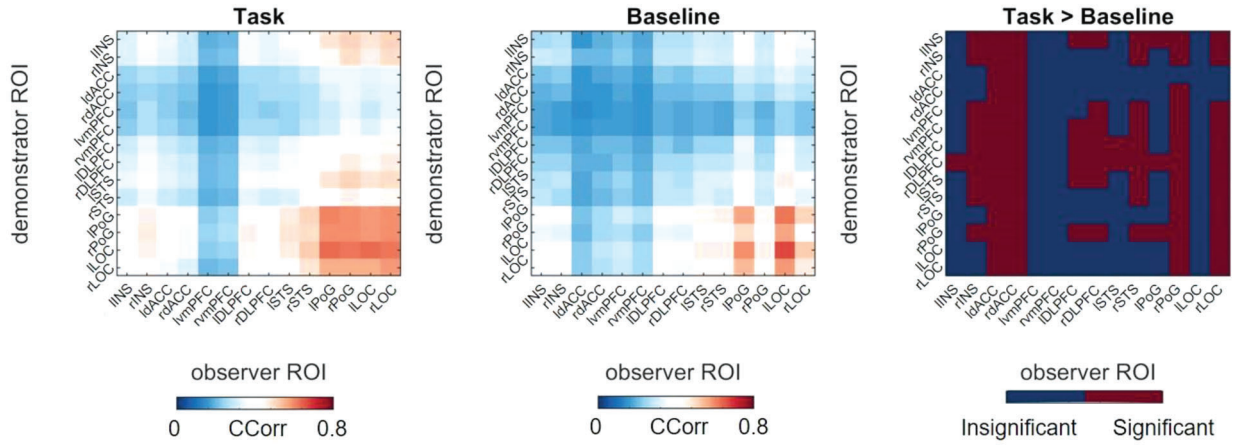 Task
Baseline
Task > Baseline
demonstrator ROI
lINS
rINS
ldACC
rdACC
lvmPFC
rvmPFC
lDLPFC
rDLPFC
lSTS
rSTS
lPoG
rPoG
lLOC
rLOC
lINS
rINS
ldACC
rdACC
lvmPFC
rvmPFC
lDLPFC
rDLPFC
lSTS
rSTS
lPoG
rPoG
lLOC
rLOC
observer ROI
0 CCorr 0.8
demonstrator ROI
lINS
rINS
ldACC
rdACC
lvmPFC
rvmPFC
lDLPFC
rDLPFC
lSTS
rSTS
lPoG
rPoG
lLOC
rLOC
lINS
rINS
ldACC
rdACC
lvmPFC
rvmPFC
lDLPFC
rDLPFC
lSTS
rSTS
lPoG
rPoG
lLOC
rLOC
observer ROI
0 CCorr 0.8
demonstrator ROI
lINS
rINS
ldACC
rdACC
lvmPFC
rvmPFC
lDLPFC
rDLPFC
lSTS
rSTS
lPoG
rPoG
lLOC
rLOC
lINS
rINS
ldACC
rdACC
lvmPFC
rvmPFC
lDLPFC
rDLPFC
lSTS
rSTS
lPoG
rPoG
lLOC
rLOC
observer ROI
Insignificant Significant